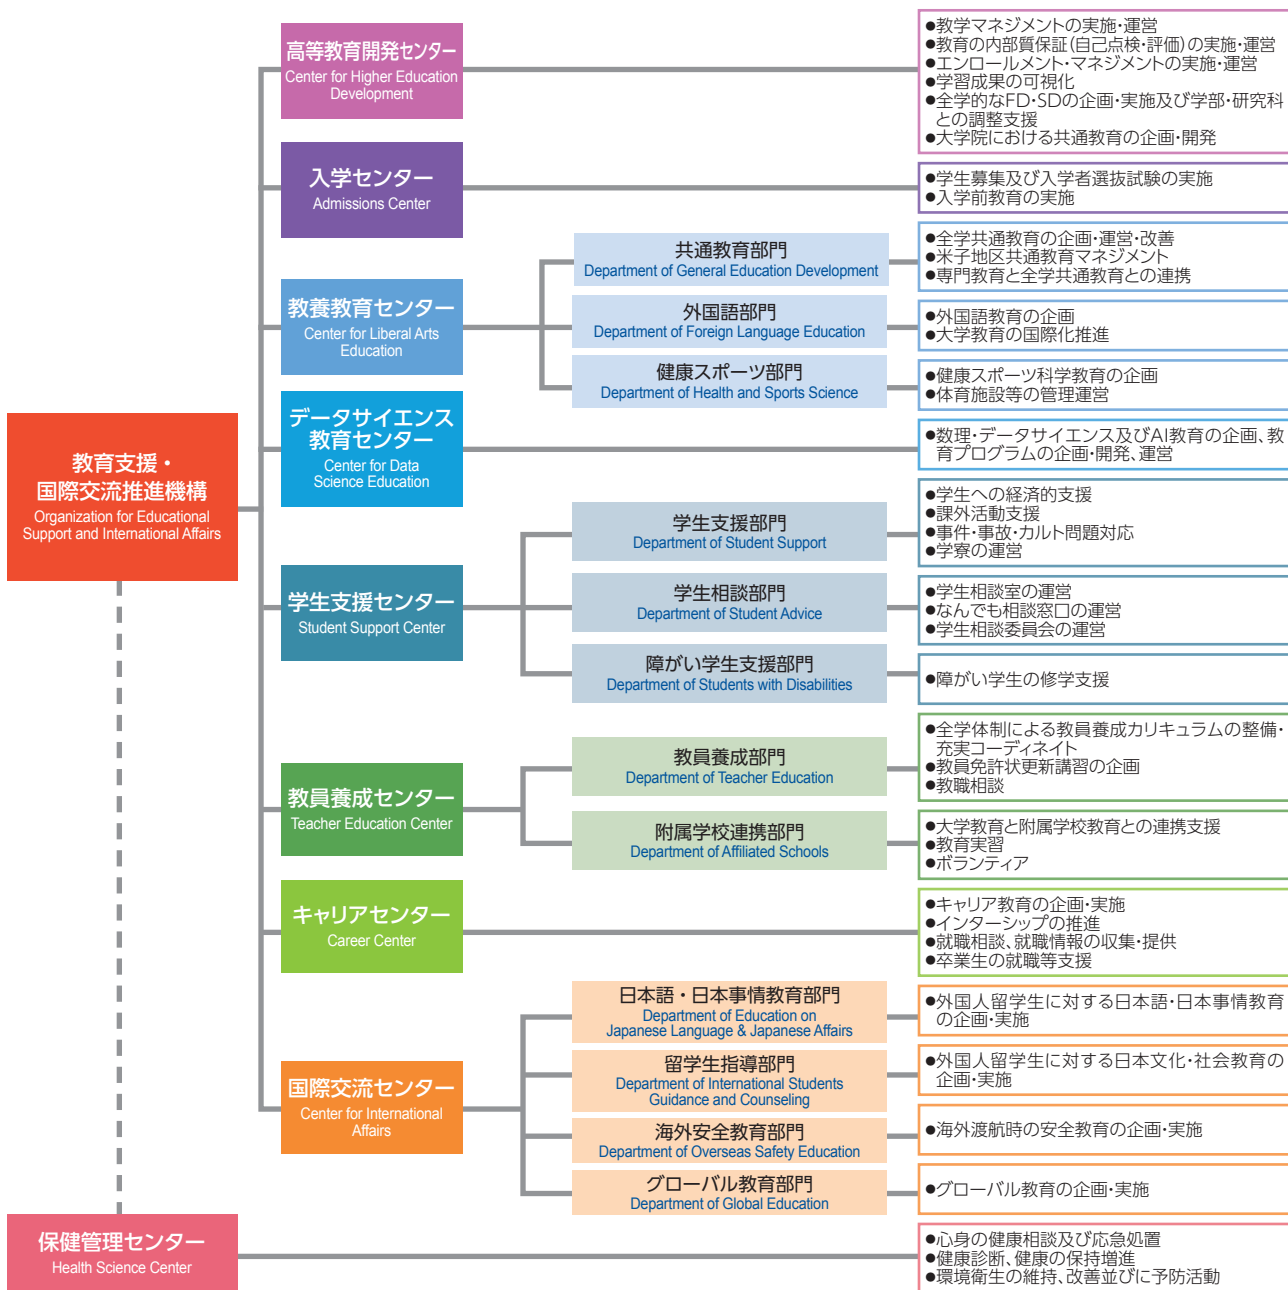 高等教育開発センター
Center for Higher Education
Development
●教学マネジメントの実施・運営
●教育の内部質保証(自己点検・評価)の実施・運営
●エンロールメント・マネジメントの実施・運営
●学習成果の可視化
●全学的なFD・SDの企画・実施及び学部・研究科
との調整支援
●大学院における共通教育の企画・開発
入学センター
Admissions Center
●学生募集及び入学者選抜試験の実施
●入学前教育の実施
教養教育センター
Center for Liberal Arts
Education
共通教育部門
Department of General Education Development
●全学共通教育の企画・運営・改善
●米子地区共通教育マネジメント
●専門教育と全学共通教育との連携
外国語部門
Department of Foreign Language Education
●外国語教育の企画
●大学教育の国際化推進
健康スポーツ部門
Department of Health and Sports Science
●健康スポーツ科学教育の企画
●体育施設等の管理運営
データサイエンス
教育センター
Center for Data
Science Education
●数理・データサイエンス及びAI教育の企画、教
育プログラムの企画・開発、運営
教育支援・
国際交流推進機構
Organization for Educational
Support and International Affairs
学生支援センター
Student Support Center
学生支援部門
Department of Student Support
●学生への経済的支援
●課外活動支援
●事件・事故・カルト問題対応
●学寮の運営
学生相談部門
Department of Student Advice
●学生相談室の運営
●なんでも相談窓口の運営
●学生相談委員会の運営
障がい学生支援部門
Department of Students with Disabilities
●障がい学生の修学支援
教員養成センター
Teacher Education Center
教員養成部門
Department of Teacher Education
●全学体制による教員養成カリキュラムの整備・
充実コーディネイト
●教員免許状更新講習の企画
●教職相談
附属学校連携部門
Department of Affiliated Schools
●大学教育と附属学校教育との連携支援
●教育実習
●ボランティア
キャリアセンター
Career Center
●キャリア教育の企画・実施
●インターシップの推進
●就職相談、就職情報の収集・提供
●卒業生の就職等支援
国際交流センター
Center for International
Affairs
日本語・日本事情教育部門
Department of Education on
Japanese Language & Japanese Affairs
●外国人留学生に対する日本語・日本事情教育
の企画・実施
留学生指導部門
Department of International Students
Guidance and Counseling
●外国人留学生に対する日本文化・社会教育の
企画・実施
海外安全教育部門
Department of Overseas Safety Education
●海外渡航時の安全教育の企画・実施
グローバル教育部門
Department of Global Education
●グローバル教育の企画・実施
保健管理センター
Health Science Center
●心身の健康相談及び応急処置
●健康診断、健康の保持増進
●環境衛生の維持、改善並びに予防活動